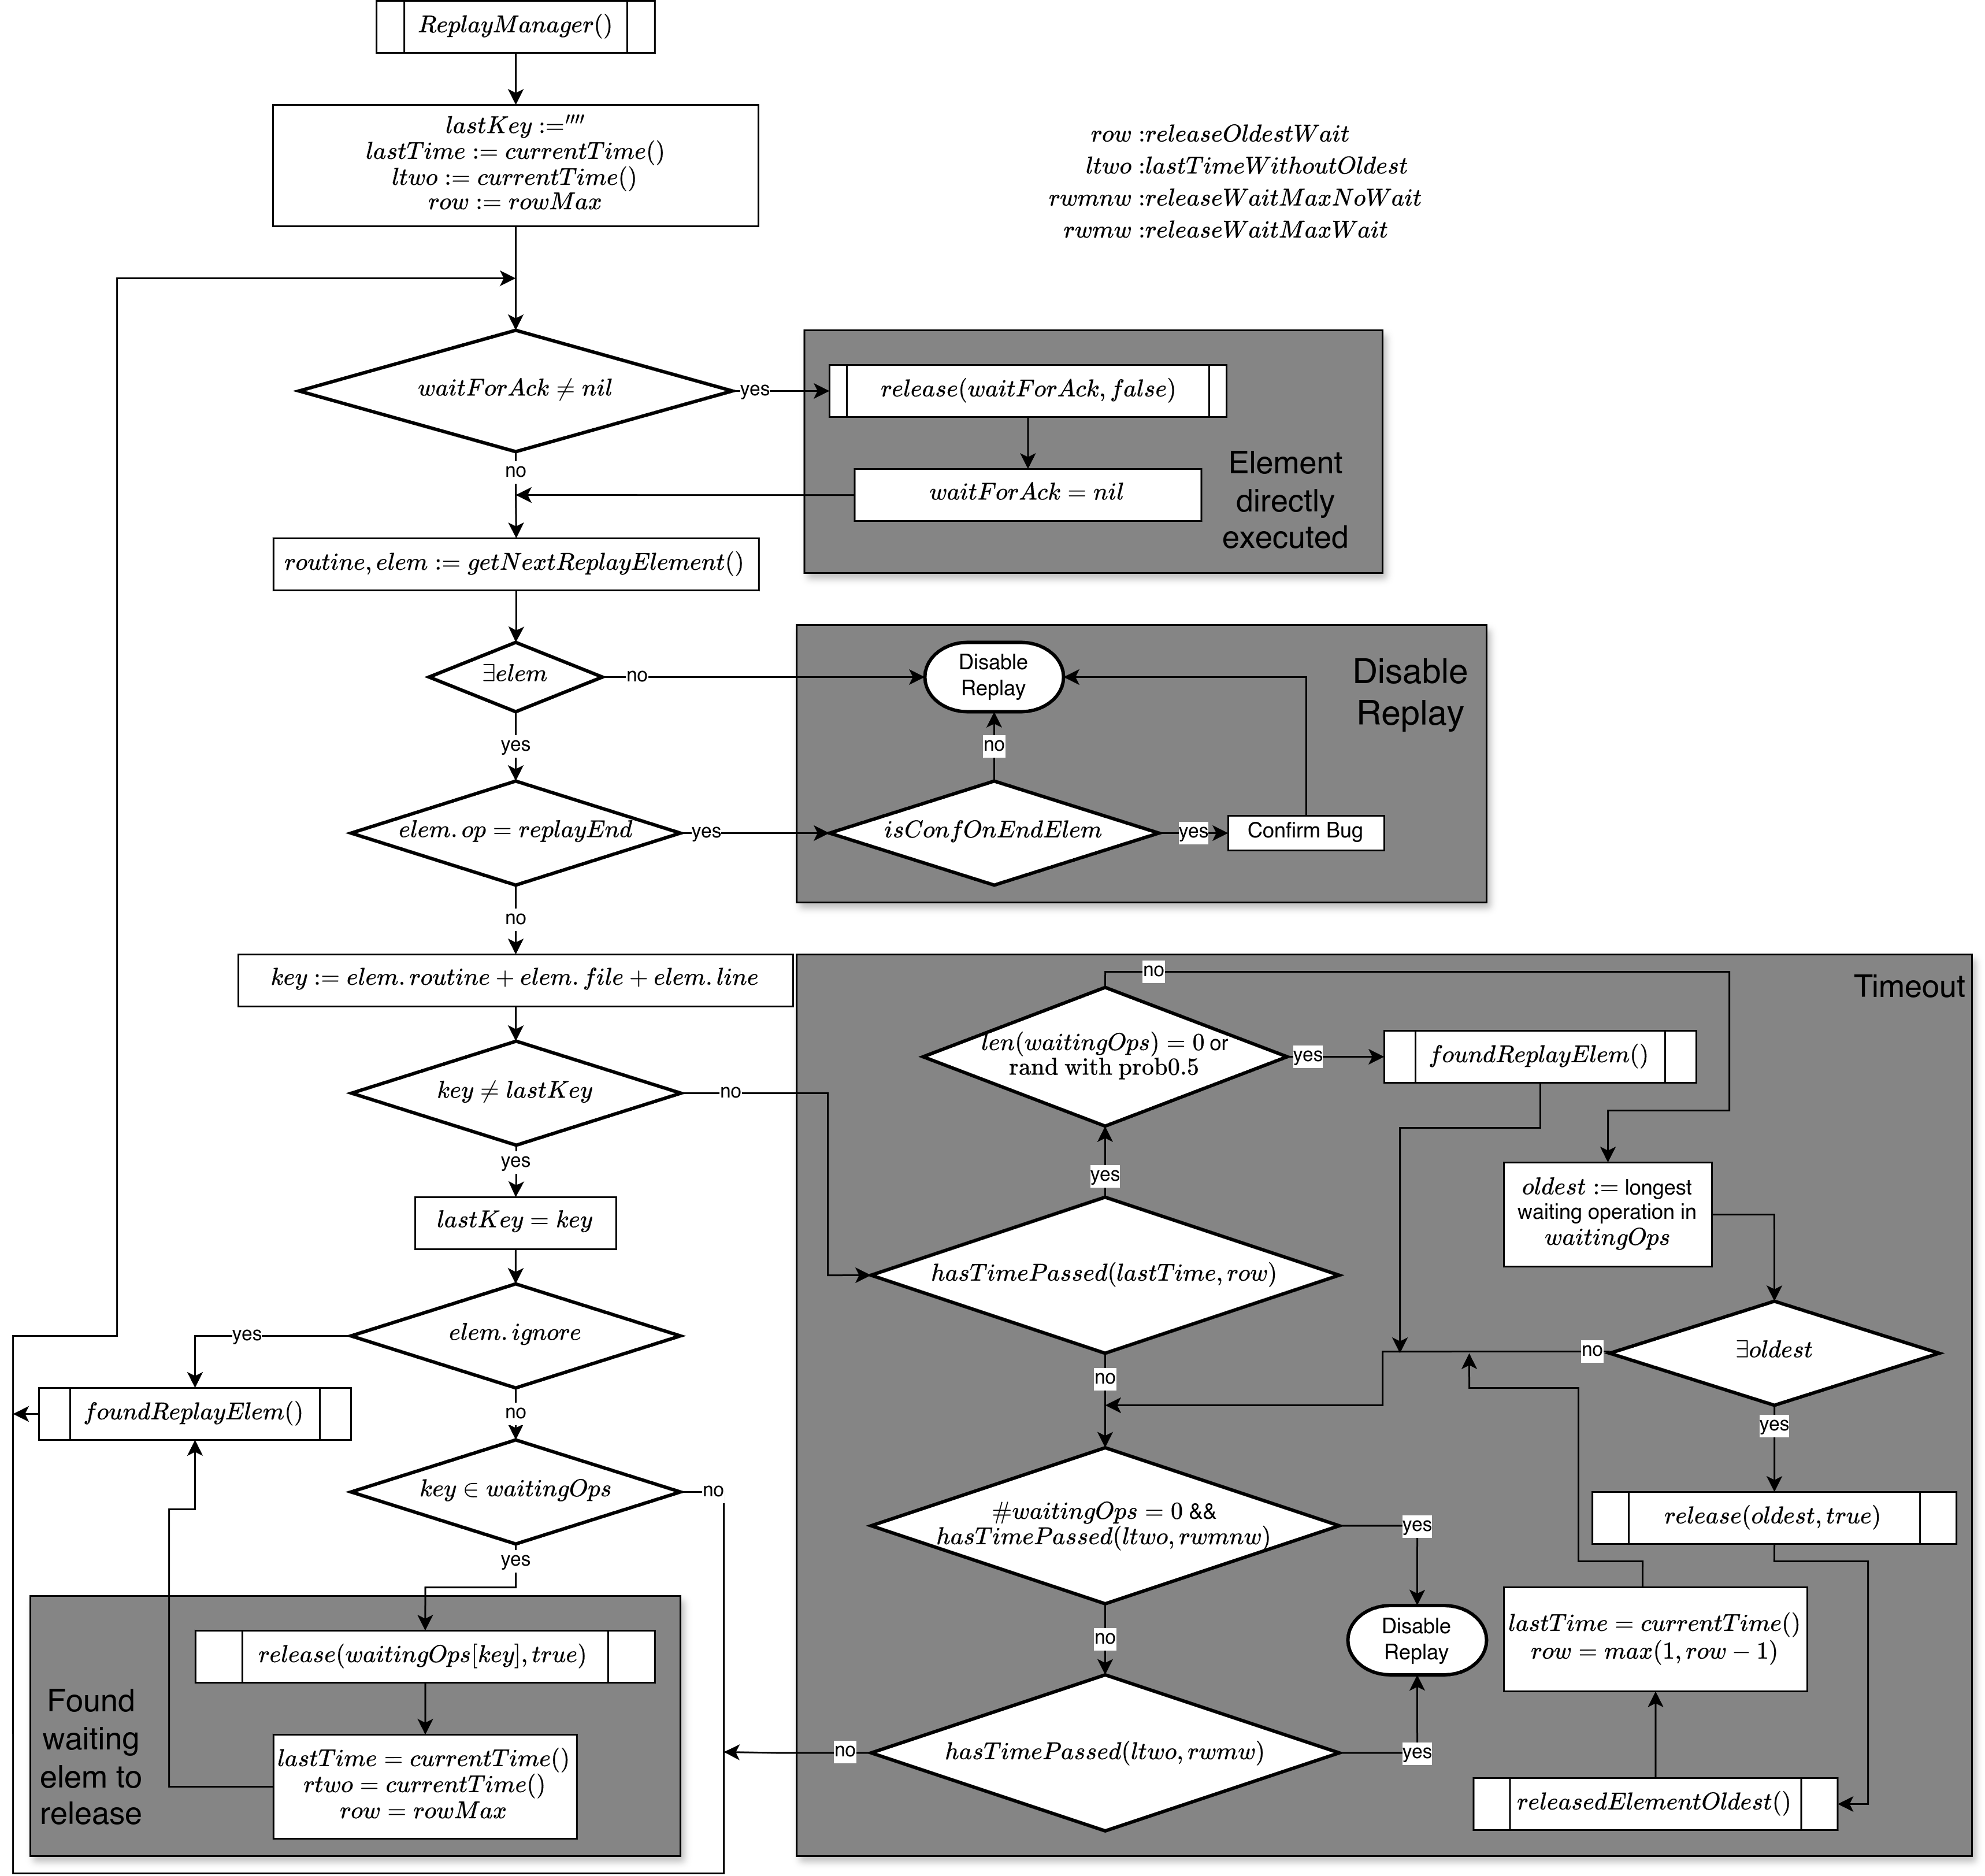 ReplayManager()
lastKey :=""
lastTime := currentTime()
ltwo := currentTime()
row := rowMax
row :releaseOldestWait
ltwo :lastTimeWithoutOldest
rwmnw :releaseWaitMaxNoWait
rwmw :releaseWaitMaxWait
waitForAck ≠ nil
yes
release(waitForAck, false)
no
waitForAck = nil
Element
directly
executed
routine, elem := getNextReplayElement()
∃elem
no
Disable
Replay
Disable
Replay
yes
no
elem. op = replayEnd
yes
isConfOnEndElem
yes
Confirm Bug
no
key := elem. routine + elem. file + elem. line
no
Timeout
len(waitingOps) = 0 or
rand with prob0.5
yes
foundReplayElem()
key ≠ lastKey
no
yes
yes
oldest := longest
waiting operation in
waitingOps
lastKey = key
hasTimePassed(lastTime, row)
elem. ignore
yes
no
∃oldest
no
foundReplayElem()
no
yes
key ∈ waitingOps
no
#waitingOps = 0 &&
hasTimePassed(ltwo, rwmnw)
yes
release(oldest, true)
yes
no
Disable
Replay
lastTime = currentTime()
row = max(1, row − 1)
release(waitingOps[key], true)
Found
waiting
elem to
release
lastTime = currentTime()
rtwo = currentTime()
row = rowMax
no
hasTimePassed(ltwo, rwmw)
yes
releasedElementOldest()